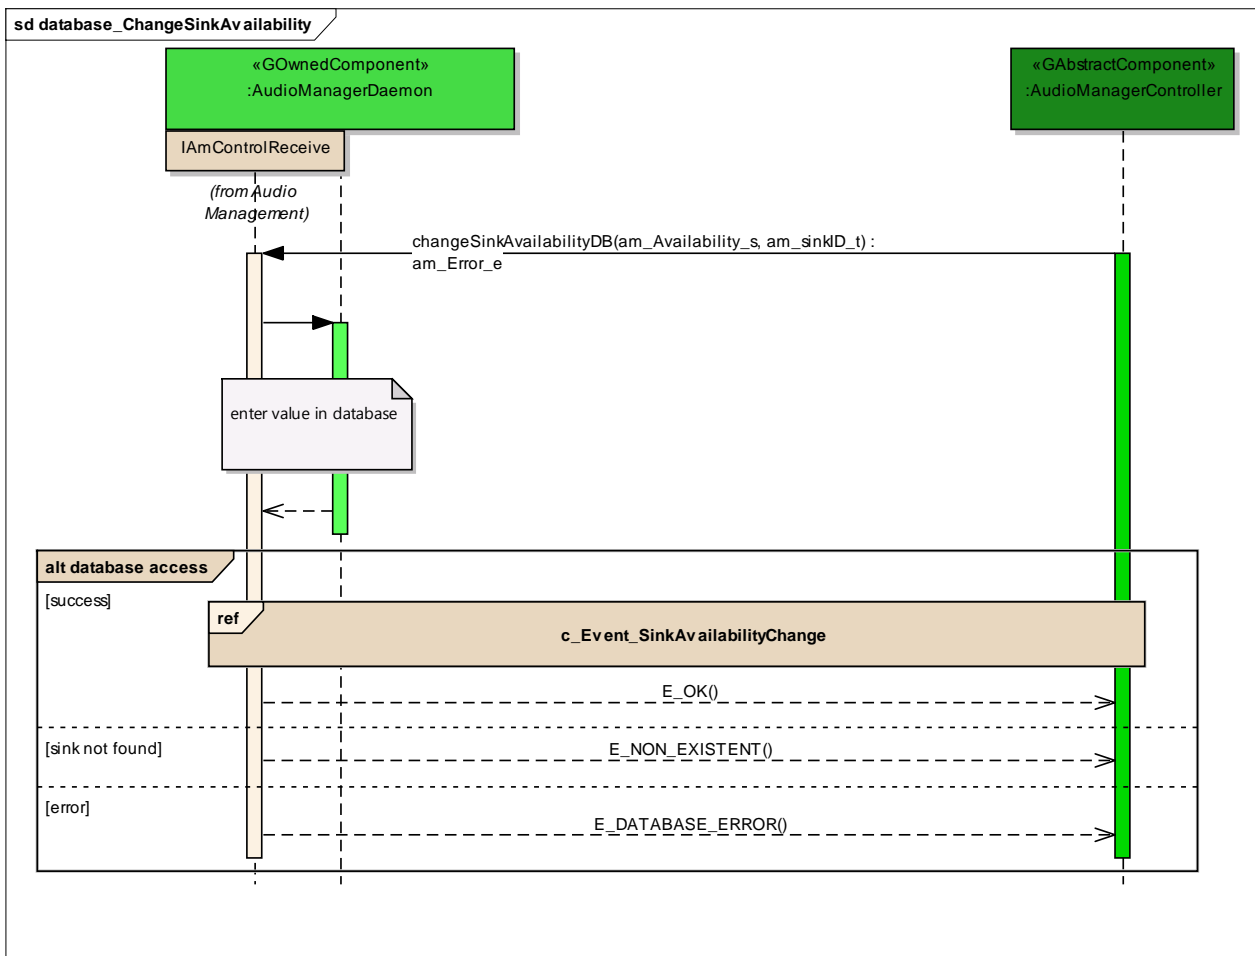 sd database_ChangeSinkAvailability
«GOwnedComponent»
:AudioManagerDaemon
«GAbstractComponent»
:AudioManagerController
IAmControlReceive
(from Audio
Management)
changeSinkAvailabilityDB(am_Availability_s, am_sinkID_t) :
am_Error_e
enter value in database
alt database access
[success]
ref
c_Event_SinkAvailabilityChange
E_OK()
[sink not found]
E_NON_EXISTENT()
[error]
E_DATABASE_ERROR()